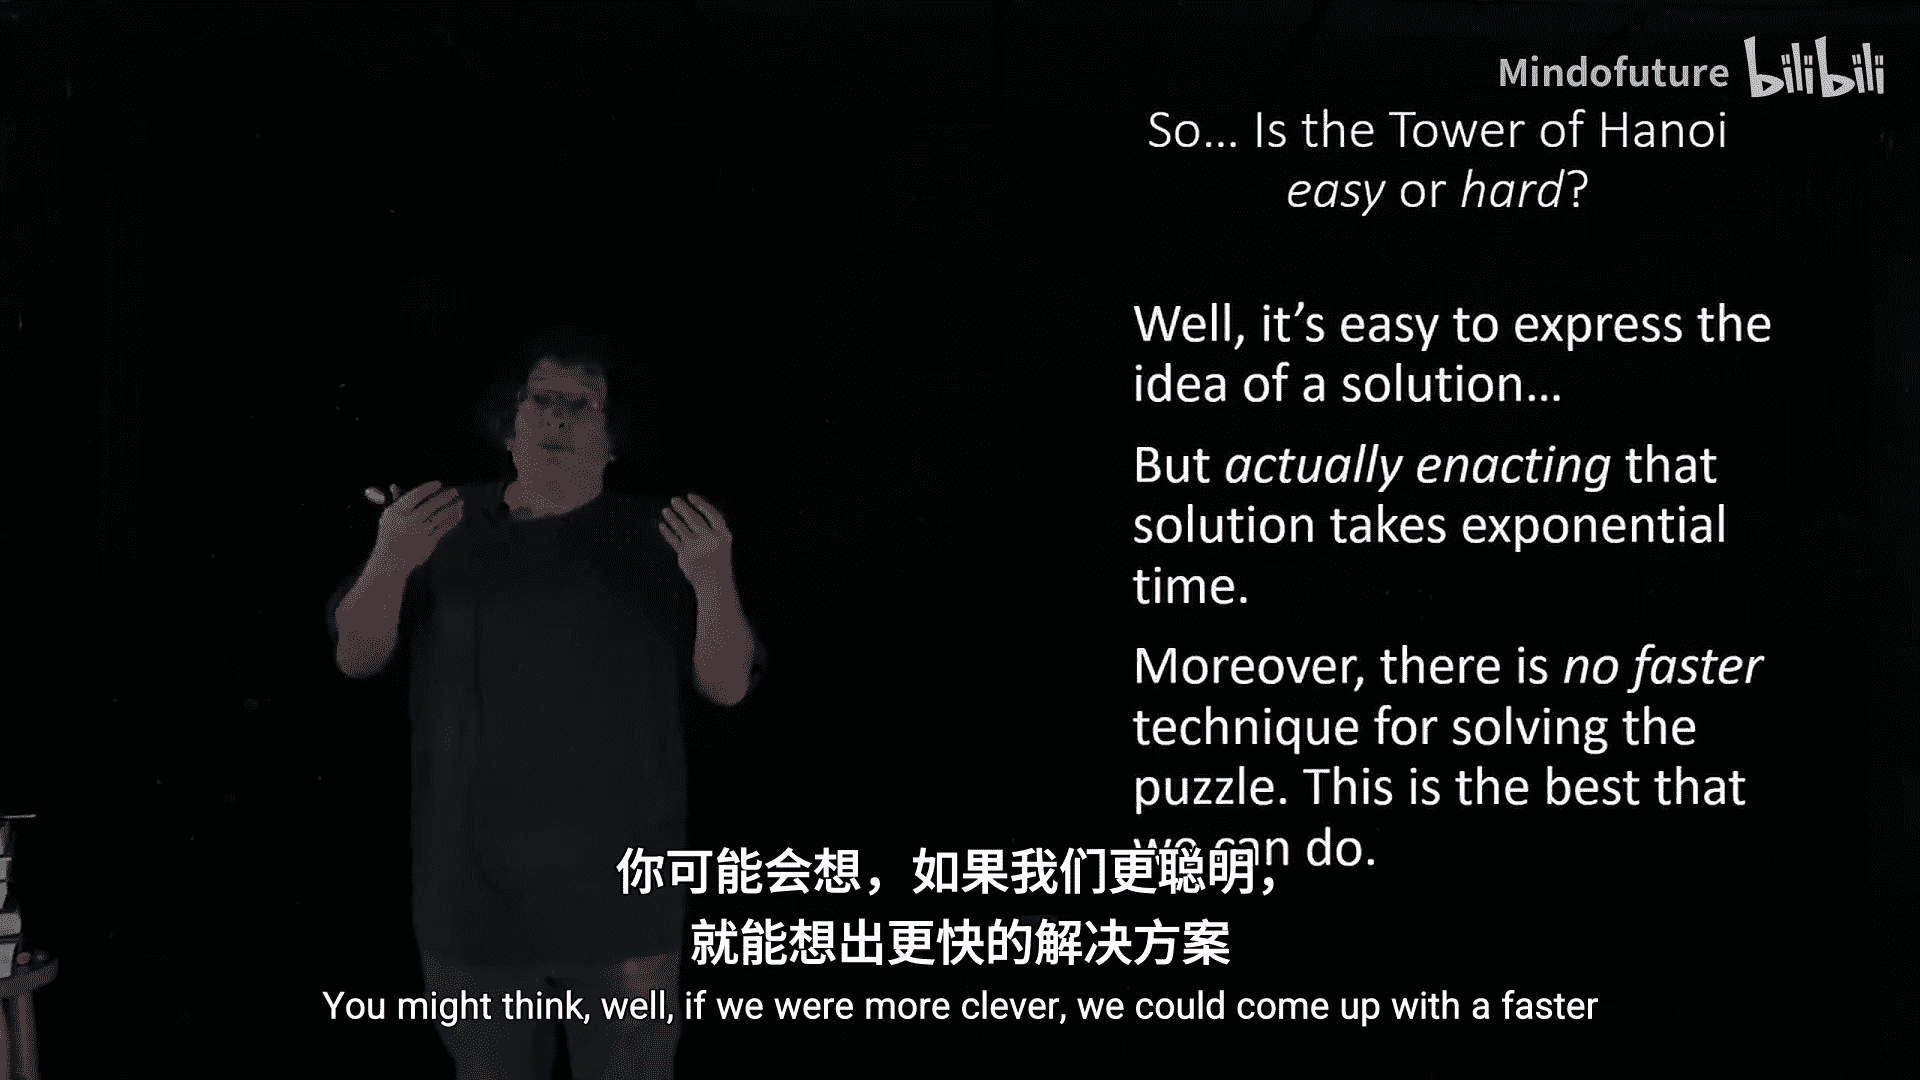 Mindofuture bilibili
So... Is the Tower of Hanoi
easy or hard?
Well, it's easy to express the
idea of a solution...
But actually enacting that
solution takes exponential
time.
Moreover, there is no faster
technique for solving the
puzzle. This is the best that
we can do.
你可能会想，如果我们更聪明，
就能想出更快的解决方案
You might think, well, if we were more clever, we could come up with a faster